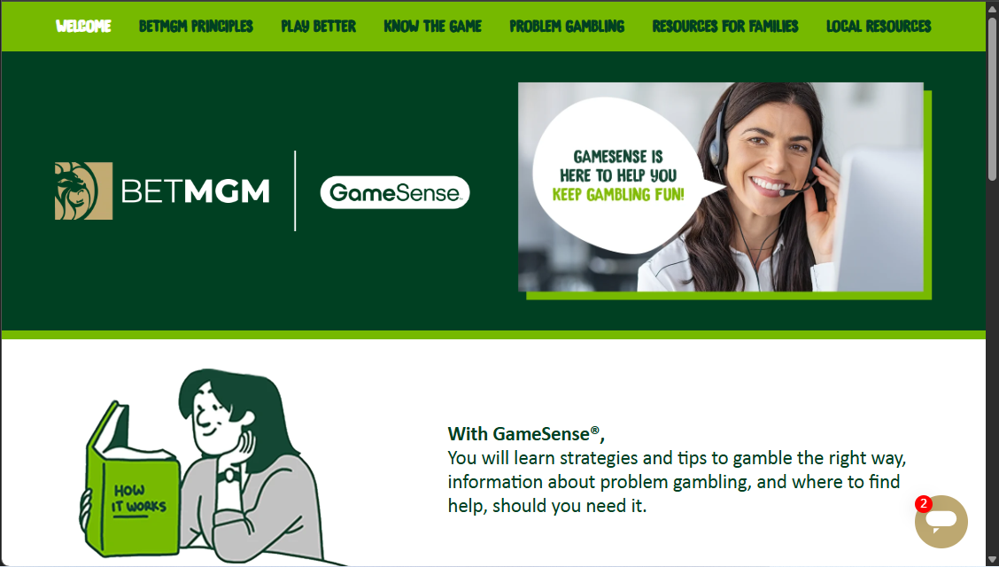 WELCOME BETMGM PRINCIPLES PLAY BETTER KNOW THE GAME PROBLEM GAMBLING RESOURCES FOR FAMILIES LOCAL RESOURCES
BETMGM
GameSense™
GAMESENSE IS
HERE TO HELP YOU
KEEP GAMBLING FUN!
HOW
IT WORKS
With GameSense®,
You will learn strategies and tips to gamble the right way,
information about problem gambling, and where to find
help, should you need it.
2